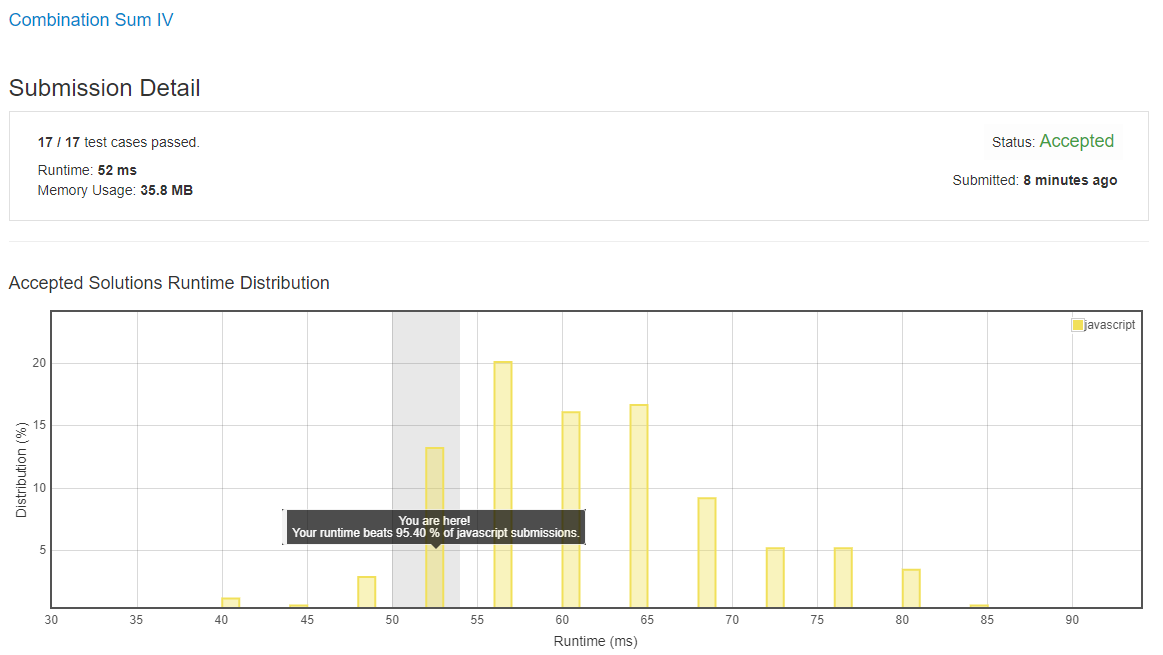 Combination Sum IV
Submission Detail
17 / 17 test cases passed.
Status: Accepted
Runtime: 52 ms
Memory Usage: 35.8 MB
Submitted: 8 minutes ago
Accepted Solutions Runtime Distribution
javascript
20
15
10
5
Distribution (%)
You are here!
Your runtime beats 95.40 % of javascript submissions.
30 35 40 45 50 55 60 65 70 75 80 85 90
Runtime (ms)